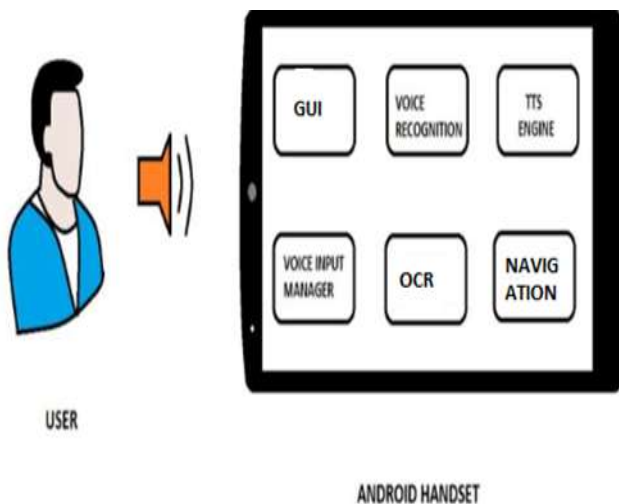 GUI
VOICE
RECOGNITION
TTS
ENGINE
VOICE INPUT
MANAGER
OCR
NAVIG
ATION
USER
ANDROID HANDSET